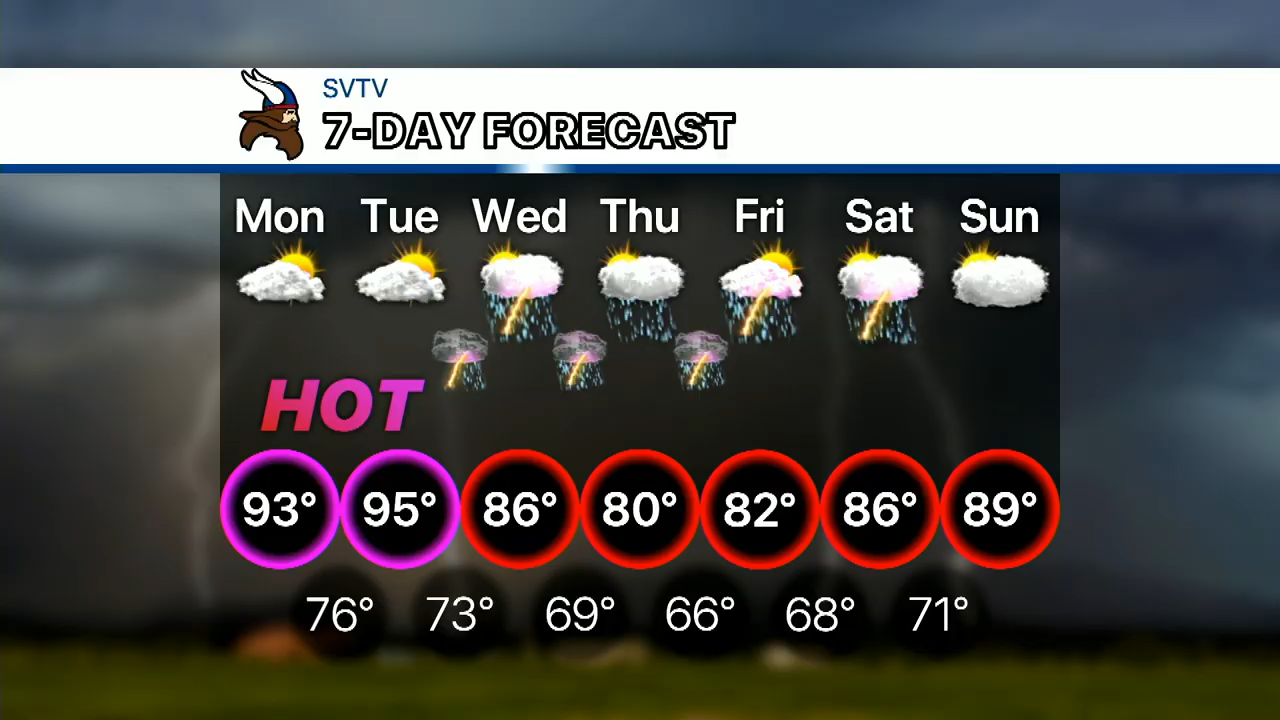 SVTV
7-DAY FORECAST
Mon Tue Wed Thu Fri Sat Sun
HOT
93° 95° 86° 80° 82° 86° 89°
76° 73° 69° 66° 68° 71°